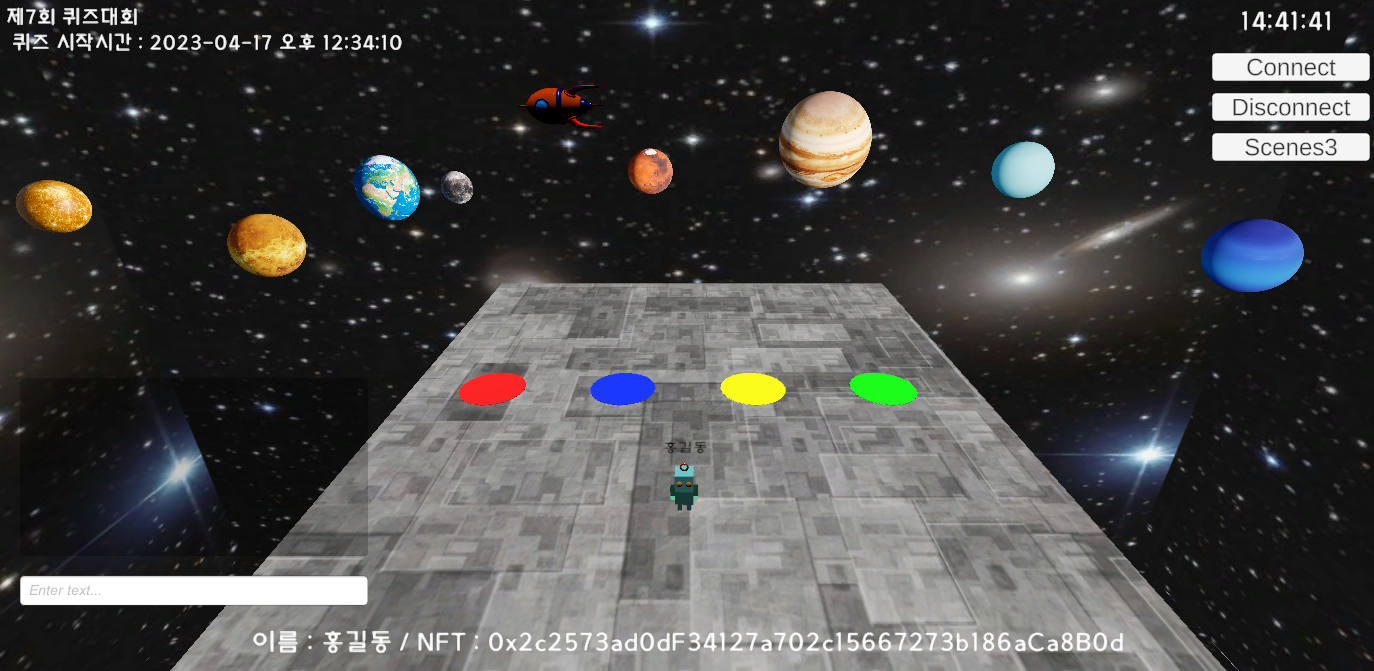 제7회 퀴즈대회
퀴즈 시작시간 : 2023-04-17 오후 12:34:10
14:41:41
Connect
Disconnect
Scenes3
홍길동
Enter text...
이름 : 홍길동 / NFT : 0x2c2573ad0dF34127a702c15667273b186aCa8B0d